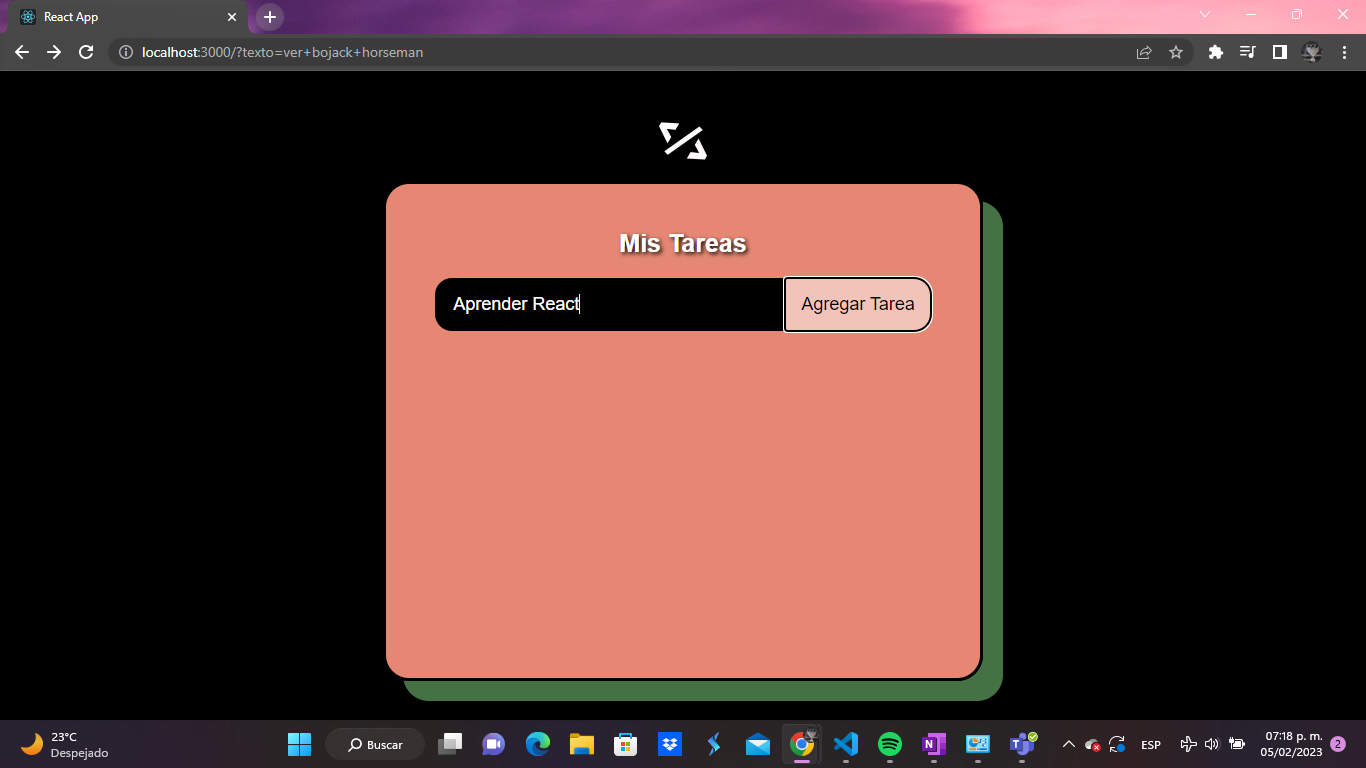 React App
localhost:3000/?texto=ver+bojack+horseman
Mis Tareas
Aprender React
Agregar Tarea
23°C
Despejado
Buscar
ESP
07:18 p. m.
05/02/2023
2